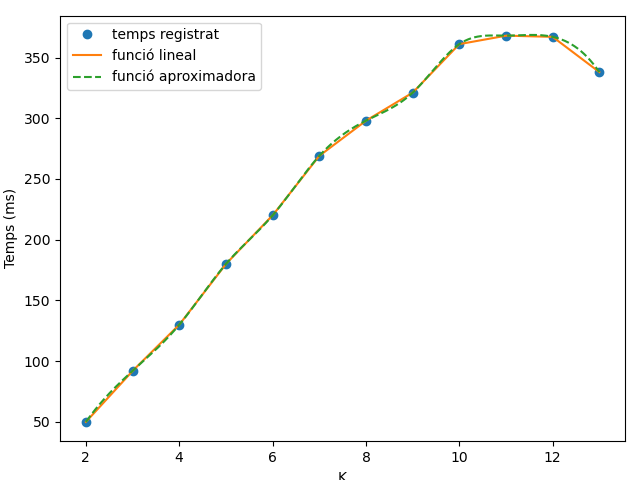 temps registrat
funció lineal
funció aproximadora
350
300
250
200
150
100
50
Temps (ms)
2 4 6 8 10 12
K